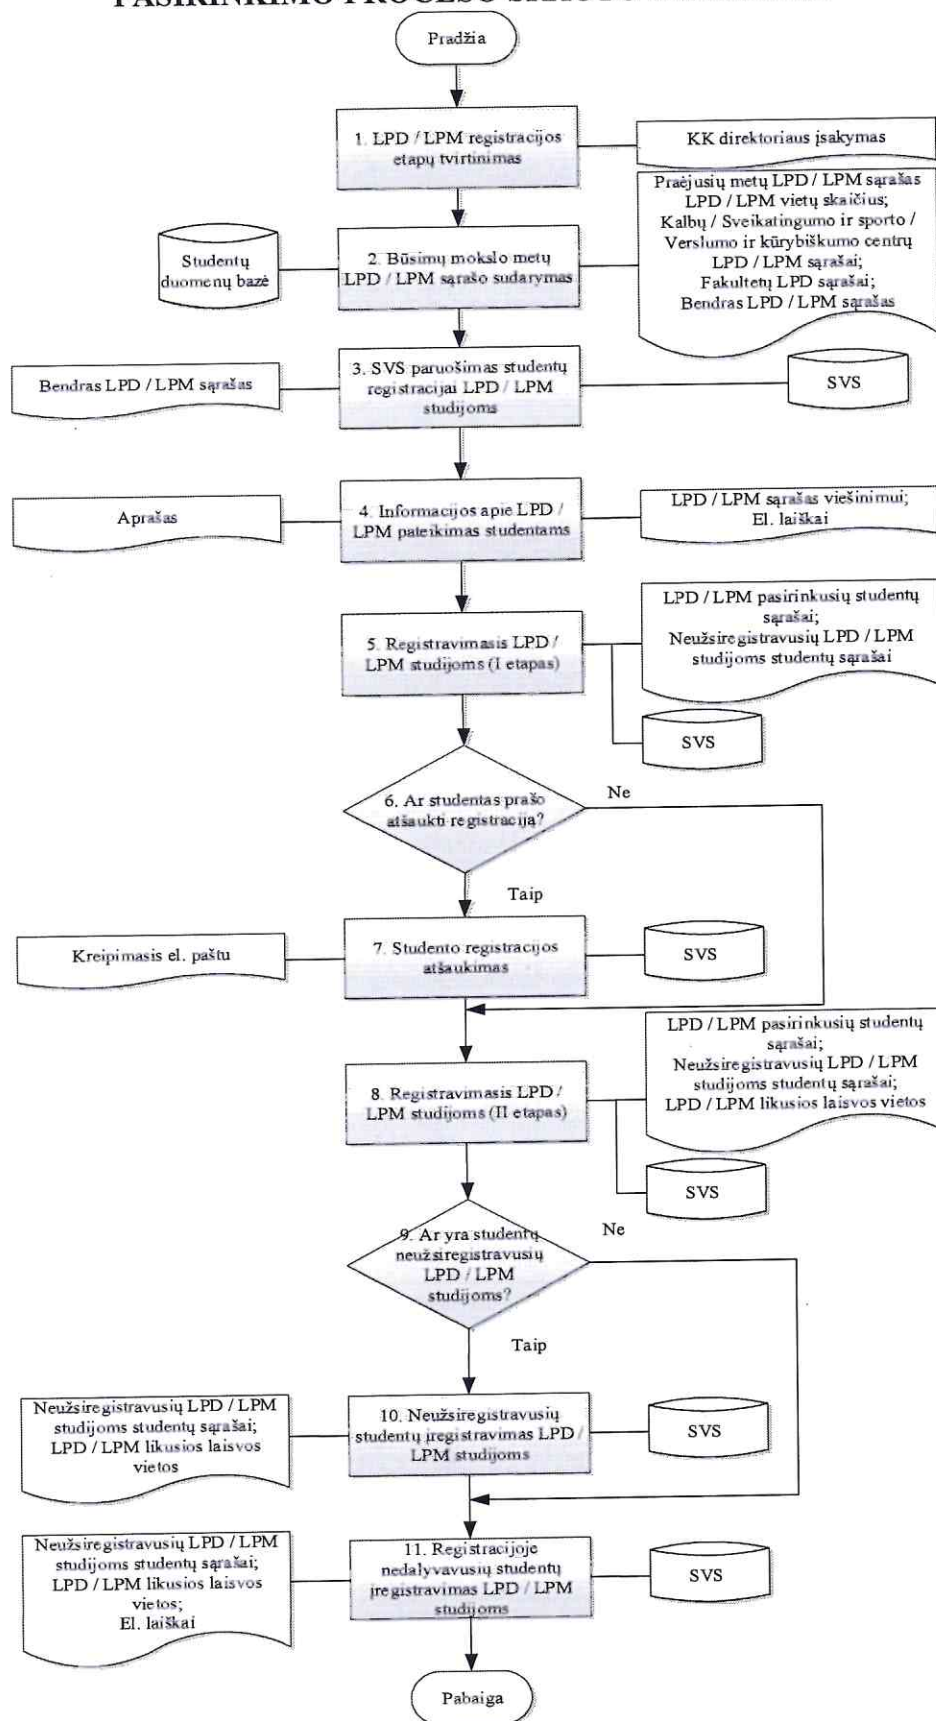 PASIRINKIMO PROCESO
Pradžia
1. LPD / LPM registracijos
etapų tvirtinimas
KK direktoriaus įsakymas
Praėjusių metų LPD / LPM sąrašas
LPD / LPM vietų skaičius;
Kalbų / Sveikatingumo ir sporto /
Verslumo ir kūrybiškumo centrų
LPD / LPM sąrašai;
Fakultetų LPD sąrašai;
Bendras LPD / LPM sąrašas
Studentų
duomenų bazė
2. Būsimų mokslo metų
LPD / LPM sąrašo sudarymas
Bendras LPD / LPM sąrašas
3. SVS paruošimas studentų
registracijai LPD / LPM
studijoms
SVS
Aprašas
4. Informacijos apie LPD /
LPM pateikimas studentams
LPD / LPM sąrašas viešinimui;
El. laiškai
5. Registravimasis LPD /
LPM studijoms (I etapas)
LPD / LPM pasirinkusių studentų
sąrašai;
Neužsiregistravusių LPD / LPM
studijoms studentų sąrašai
SVS
6. Ar studentas prašo
atšaukti registraciją?
Ne
Taip
Kreipimasis el. paštu
7. Studento registracijos
atšaukimas
SVS
8. Registravimasis LPD /
LPM studijoms (II etapas)
LPD / LPM pasirinkusių studentų
sąrašai;
Neužsiregistravusių LPD / LPM
studijoms studentų sąrašai;
LPD / LPM likusios laisvos vietos
SVS
9. Ar yra studentų
neužsiregistravusių
LPD / LPM
studijoms?
Ne
Taip
Neužsiregistravusių LPD / LPM
studijoms studentų sąrašai;
LPD / LPM likusios laisvos
vietos
10. Neužsiregistravusių
studentų įregistravimas LPD /
LPM studijoms
SVS
Neužsiregistravusių LPD / LPM
studijoms studentų sąrašai;
LPD / LPM likusios laisvos
vietos;
El. laiškai
11. Registracijoje
nedalyvavusių studentų
įregistravimas LPD / LPM
studijoms
SVS
Pabaiga